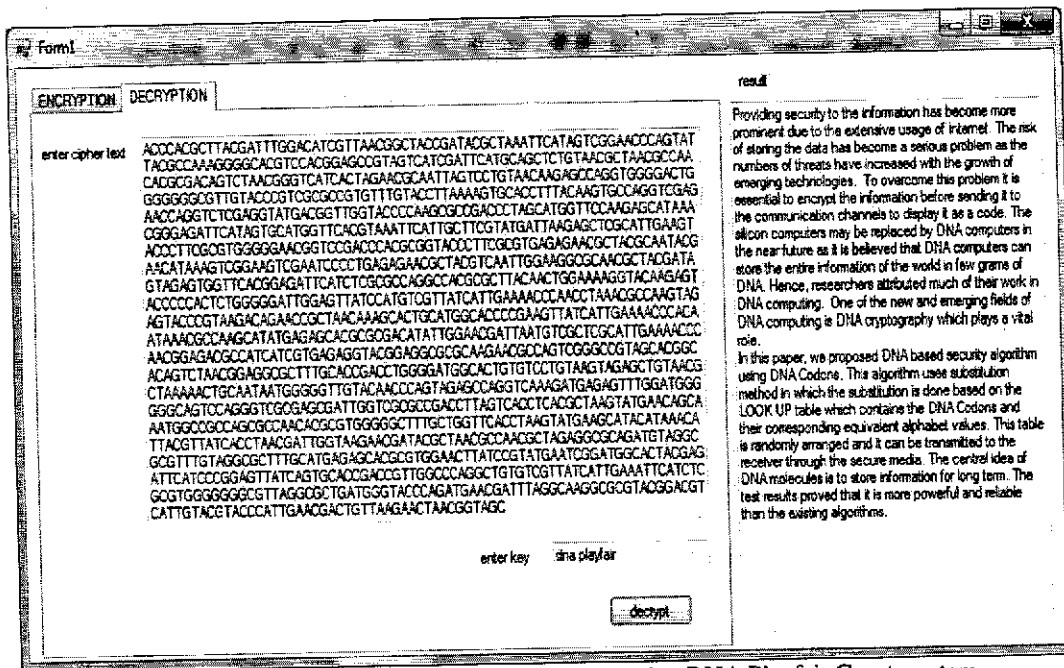 Form1
ENCRYPTION DECRYPTION
enter cipher text
ACCCACGCTTACGATTTGGACATCGTTAACGGCTACCGATACGCTAAATTCATAGTCGGAACCCAGTAT
TACGCCAAAGGGGCACGTCCACGGAGCCGTAGTCATCGATTCATGCAGCTCTGTAACGCTAACGCCAA
CACGCGACAGTCTAACGGGTCATCACTAGAACGCAATTAGTCCTGTAACAAGAGCCAGGTGGGGACTG
GGGGGGCGTTGTACCCGTCGCGCCGTGTTTGTACCTTAAAAGTGCACCTTTACAAGTGCCAGGTCGAG
AACCAGGTCTCGAGGTATGACGGTTGGTACCCCAAGCGCCGACCCTAGCATGGTTCCAAGAGCATAAA
CGGGAGATTCATAGTGCATGGTTCACGTAAATTCATTGCTTCGTATGATTAAGAGCTCGCATTGAAGT
ACCCTTCGCGTGGGGGAACGGTCCGACCCACGCGGTACCCTTCGCGTGAGAGAACGCTACGCAATACG
AACATAAAGTCGGAAGTCGAATCCCCTGAGAGAACGCTACGTCAATTGGAAGGCGCAACGCTACGATA
GTAGAGTGGTTCACGGAGATTCATCTCGCGCCAGGCCACGCGCTTACAACTGGAAAAGGTACAAGAGT
ACCCCCACTCTGGGGGATTGGAGTTATCCATGTCGTTATCATTGAAAACCCAACCTAAACGCCAAGTAG
AGTACCCGTAAGACAGAACCGCTAACAAAGCACTGCATGGCACCCCGAAGTTATCATTGAAAACCCACA
ATAAACGCCAAGCATATGAGAGCACGCGCGACATATTGGAACGATTAATGTCGCTCGCATTGAAAACCC
AACGGAGACGCCATCATCGTGAGAGGTACGGAGGCGCGCAAGAACGCCAGTCGGGCCGTAGCACGGC
ACAGTCTAACGGAGGCGCTTTGCACCGACCTGGGGATGGCACTGTGTCCTGTAAGTAGAGCTGTAACG
CTAAAAACTGCAATAATGGGGGTTGTACAACCCAGTAGAGCCAGGTCAAAGATGAGAGTTTGGATGGG
GGGCAGTCCAGGGTCGCGAGCGATTGGTCGCGCCGACCTTAGTCACCTCACGCTAAGTATGAACAGCA
AATGGCCGCCAGCGCCAACACGCGTGGGGGCTTTGCTGGTTCACCTAAGTATGAAGCATACATAAACA
TTACGTTATCACCTAACGATTGGTAAGAACGATACGCTAACGCCAACGCTAGAGGCGCAGATGTAGGC
GCGTTTGTAGGCGCTTTGCATGAGAGCACGCGTGGAACTTATCCGTATGAATCGGATGGCACTACGAG
ATTCATCCCGGAGTTATCAGTGCACCGACCGTTGGCCCAGGCTGTGTCGTTATCATTGAAATTCATCTC
GCGTGGGGGGCGTTAGGCGCTGATGGGTACCCAGATGAACGATTTAGGCAAGGCGCGTACGGACGT
CATTGTACGTACCCATTGAACGACTGTTAAGAACTAACGGTAGC
enter key dna playfair
decrypt
result
Providing security to the information has become more
prominent due to the extensive usage of internet. The risk
of storing the data has become a serious problem as the
numbers of threats have increased with the growth of
emerging technologies. To overcome this problem it is
essential to encrypt the information before sending it to
the communication channels to display it as a code. The
silicon computers may be replaced by DNA computers in
the near future as it is believed that DNA computers can
store the entire information of the world in few grams of
DNA. Hence, researchers attributed much of their work in
DNA computing. One of the new and emerging fields of
DNA computing is DNA cryptography which plays a vital
role.
In this paper, we proposed DNA based security algorithm
using DNA Codons. This algorithm uses substitution
method in which the substitution is done based on the
LOOK UP table which contains the DNA Codons and
their corresponding equivalent alphabet values. This table
is randomly arranged and it can be transmitted to the
receiver through the secure media. The central idea of
DNA molecules is to store information for long term. The
test results proved that it is more powerful and reliable
than the existing algorithms.